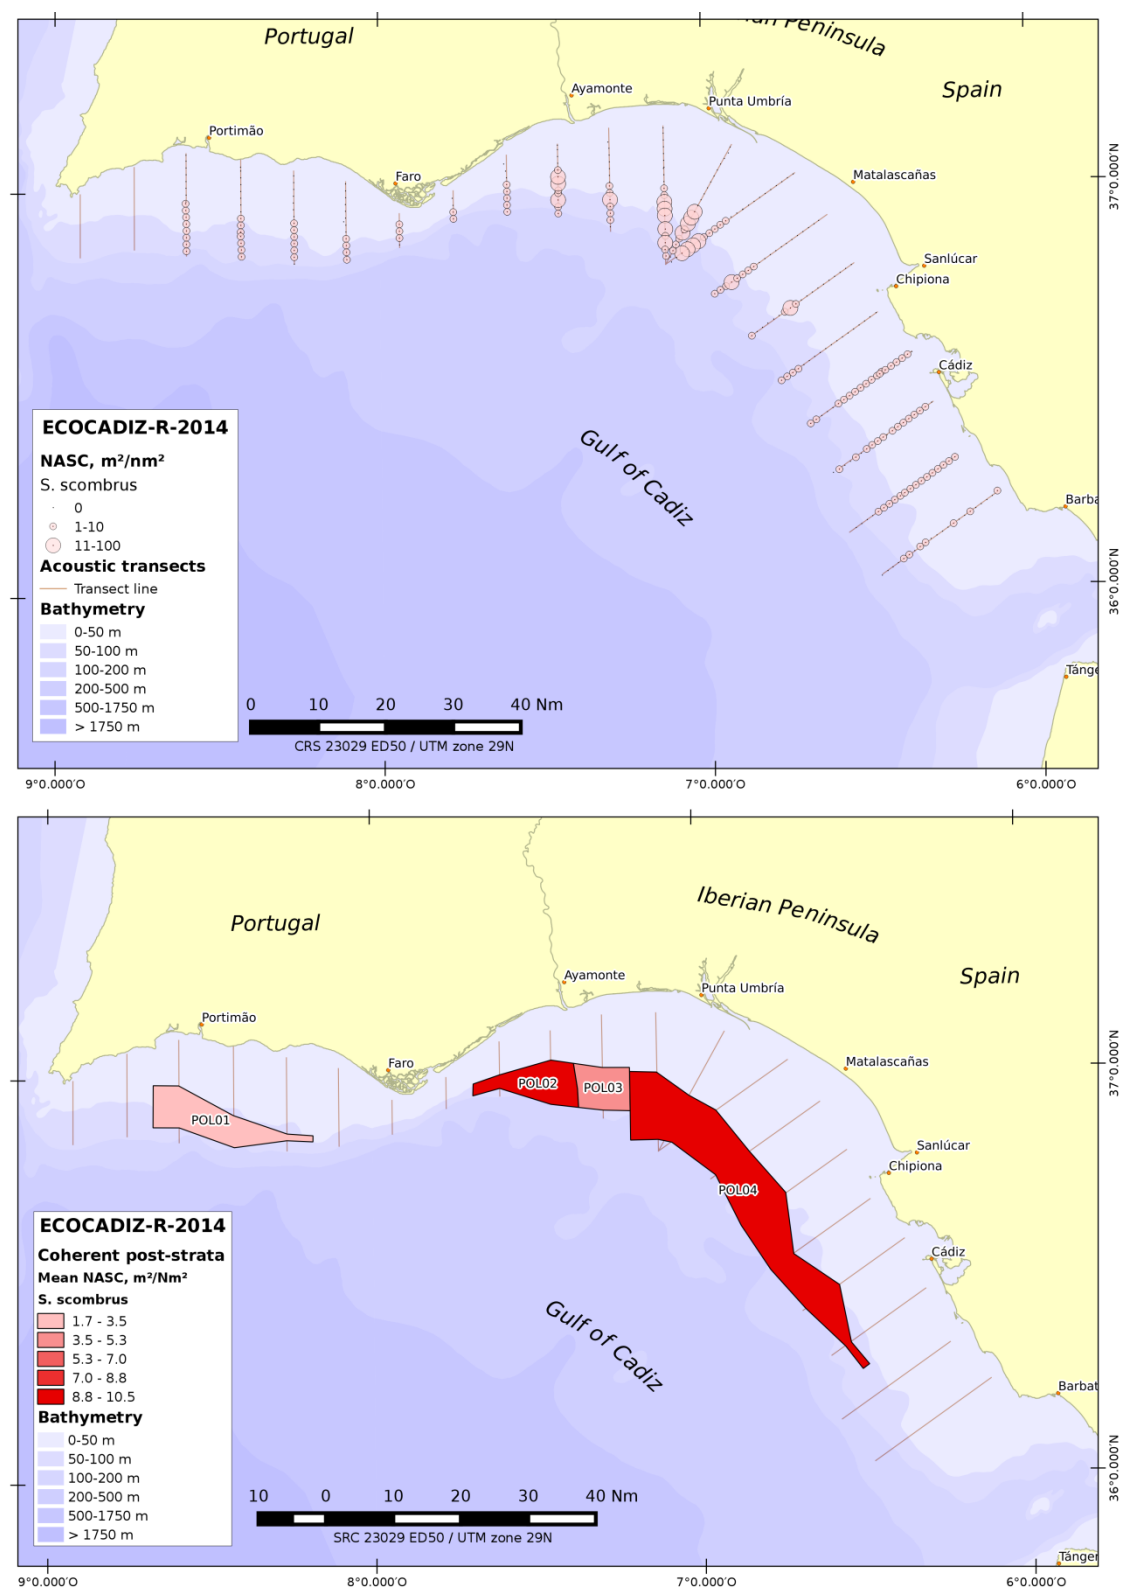 Portugal
Peninsula
Spain
Ayamonte
Punta Umbría
Portimão
Faro
Matalascañas
Sanlúcar
Chipiona
Cádiz
Gulf of Cadiz
Barba
Tánge
37°0.000'N
36°0.000'N
ECOCADIZ-R-2014
NASC, m²/nm²
S. scombrus
0
1-10
11-100
Acoustic transects
Transect line
Bathymetry
0-50 m
50-100 m
100-200 m
200-500 m
500-1750 m
> 1750 m
0 10 20 30 40 Nm
CRS 23029 ED50 / UTM zone 29N
9°0.000'O 8°0.000'O 7°0.000'O 6°0.000'O
Portugal
Iberian Peninsula
Spain
Ayamonte
Punta Umbría
Portimão
Faro
Matalascañas
Sanlúcar
Chipiona
Cádiz
POL01
POL02
POL03
POL04
Gulf of Cadiz
Barbat
Tánger
37°0.000'N
36°0.000'N
ECOCADIZ-R-2014
Coherent post-strata
Mean NASC, m²/Nm²
S. scombrus
1.7 - 3.5
3.5 - 5.3
5.3 - 7.0
7.0 - 8.8
8.8 - 10.5
Bathymetry
0-50 m
50-100 m
100-200 m
200-500 m
500-1750 m
> 1750 m
10 0 10 20 30 40 Nm
SRC 23029 ED50 / UTM zone 29N
9°0.000'O 8°0.000'O 7°0.000'O 6°0.000'O